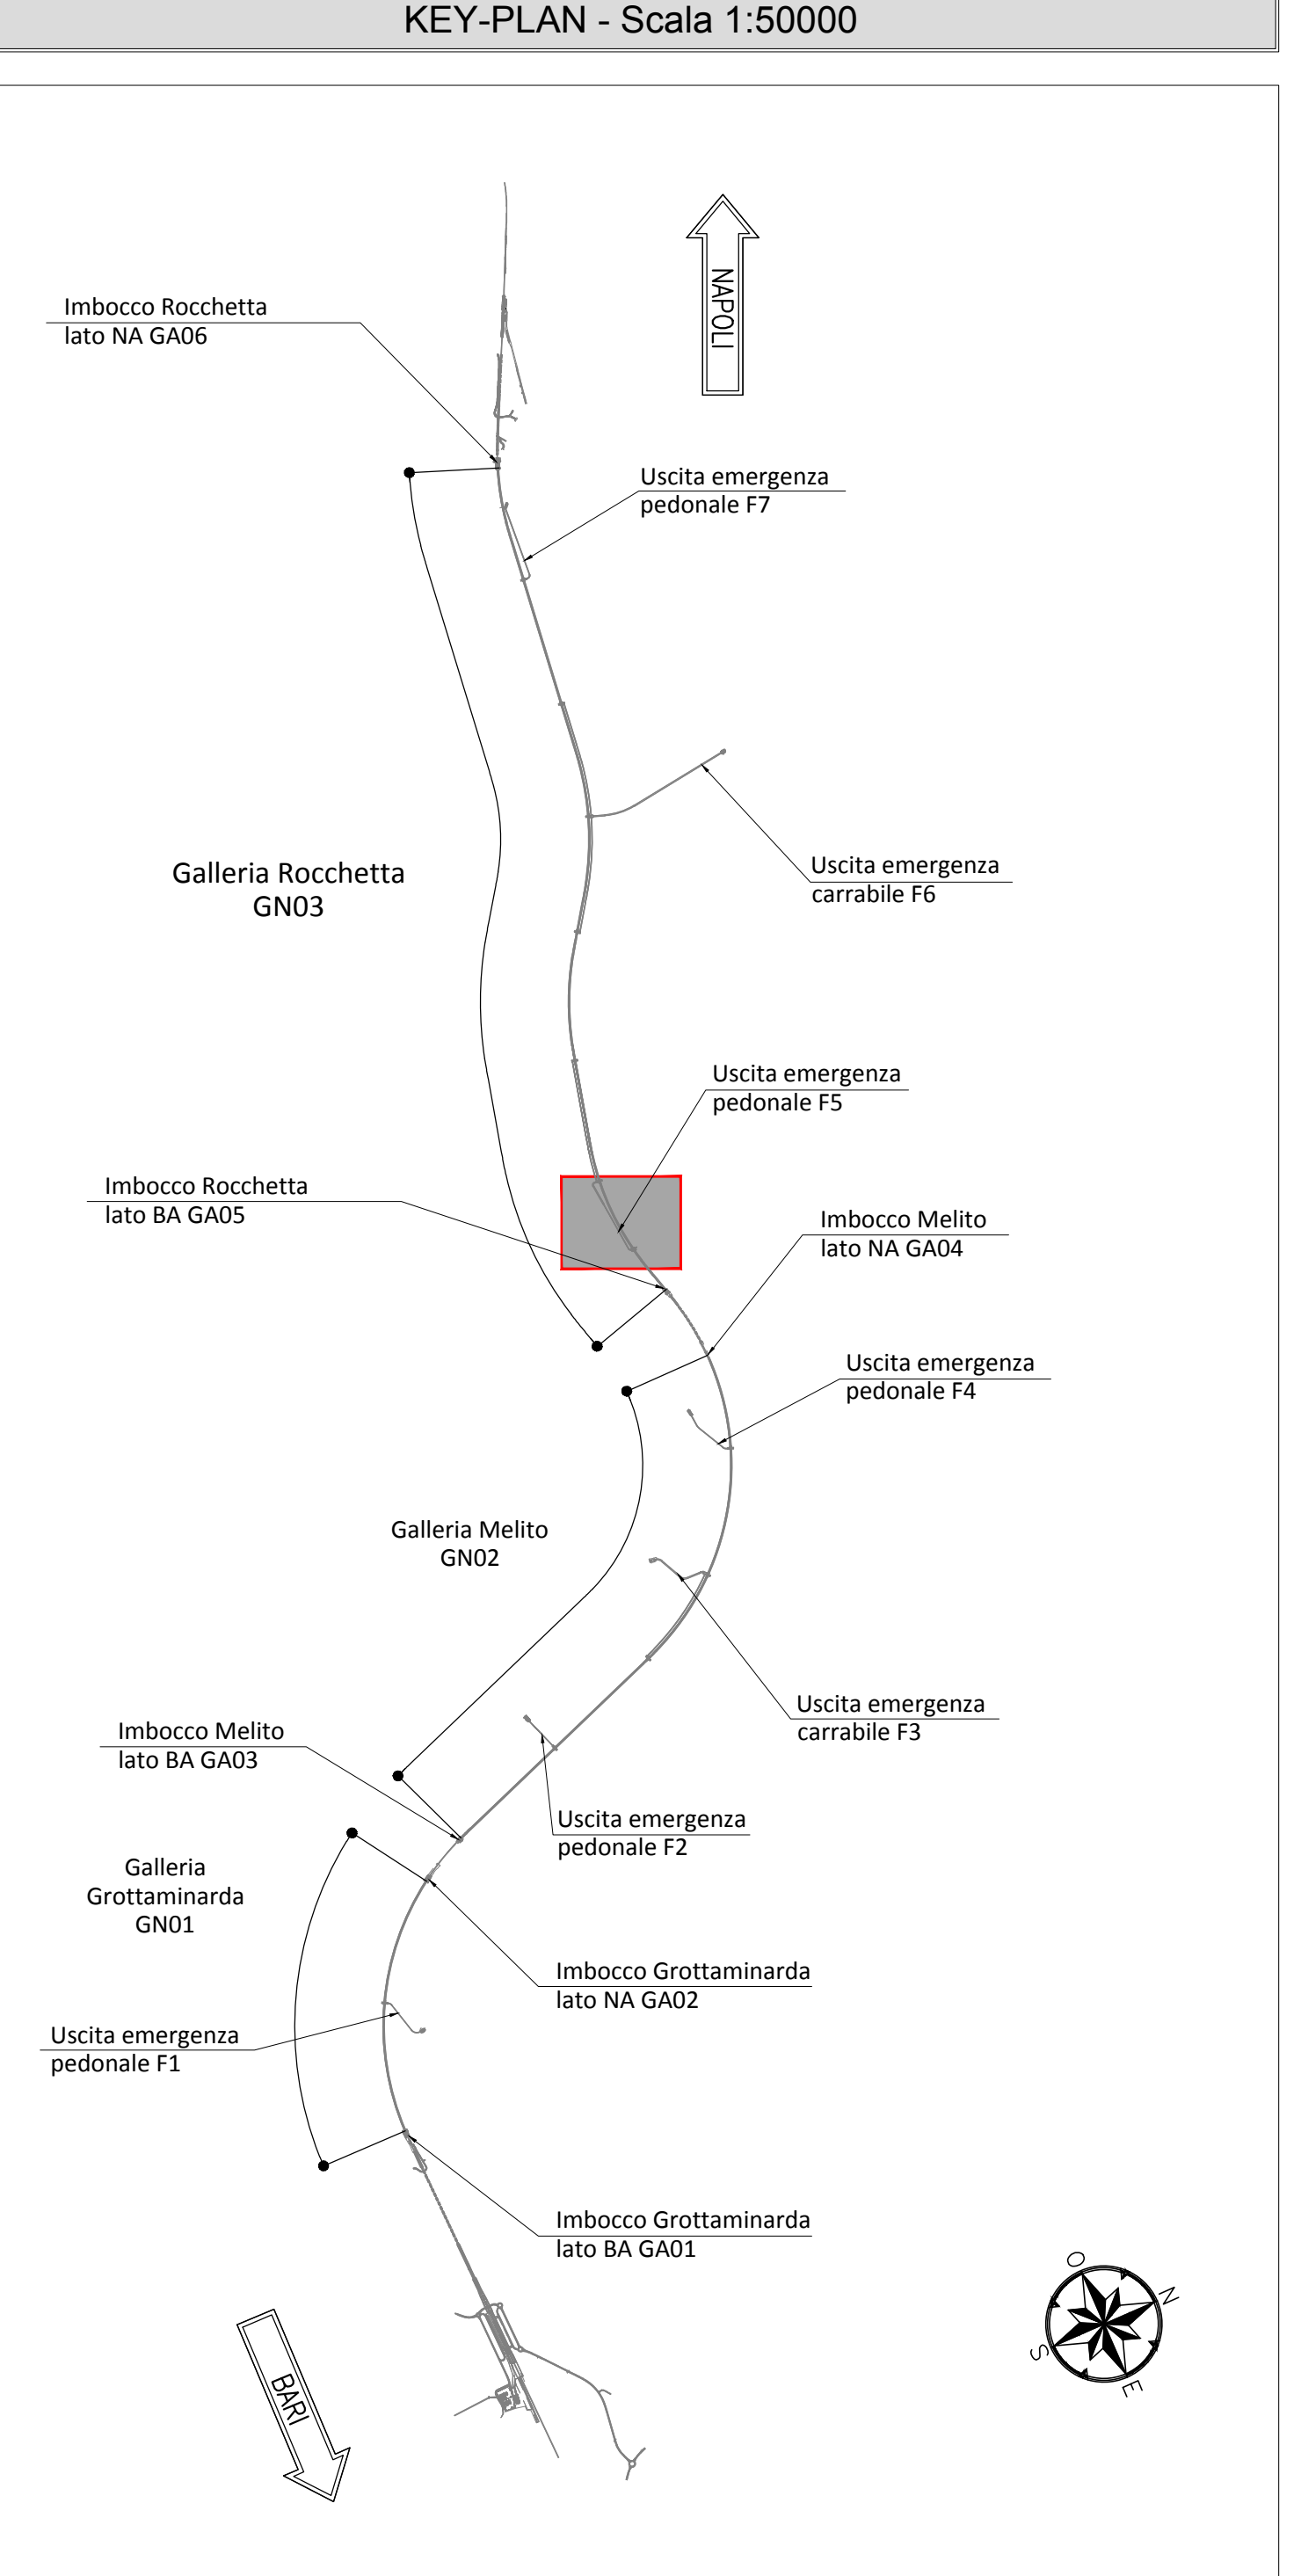 KEY-PLAN - Scala 1:50000
NAPOLI
Imbocco Rocchetta
lato NA GA06
Uscita emergenza
pedonale F7
Galleria Rocchetta
GN03
Uscita emergenza
carrabile F6
Uscita emergenza
pedonale F5
Imbocco Rocchetta
lato BA GA05
Imbocco Melito
lato NA GA04
Uscita emergenza
pedonale F4
Galleria Melito
GN02
Uscita emergenza
carrabile F3
Imbocco Melito
lato BA GA03
Uscita emergenza
pedonale F2
Galleria
Grottaminarda
GN01
Imbocco Grottaminarda
lato NA GA02
Uscita emergenza
pedonale F1
Imbocco Grottaminarda
lato BA GA01
O
N
S
E
BARI